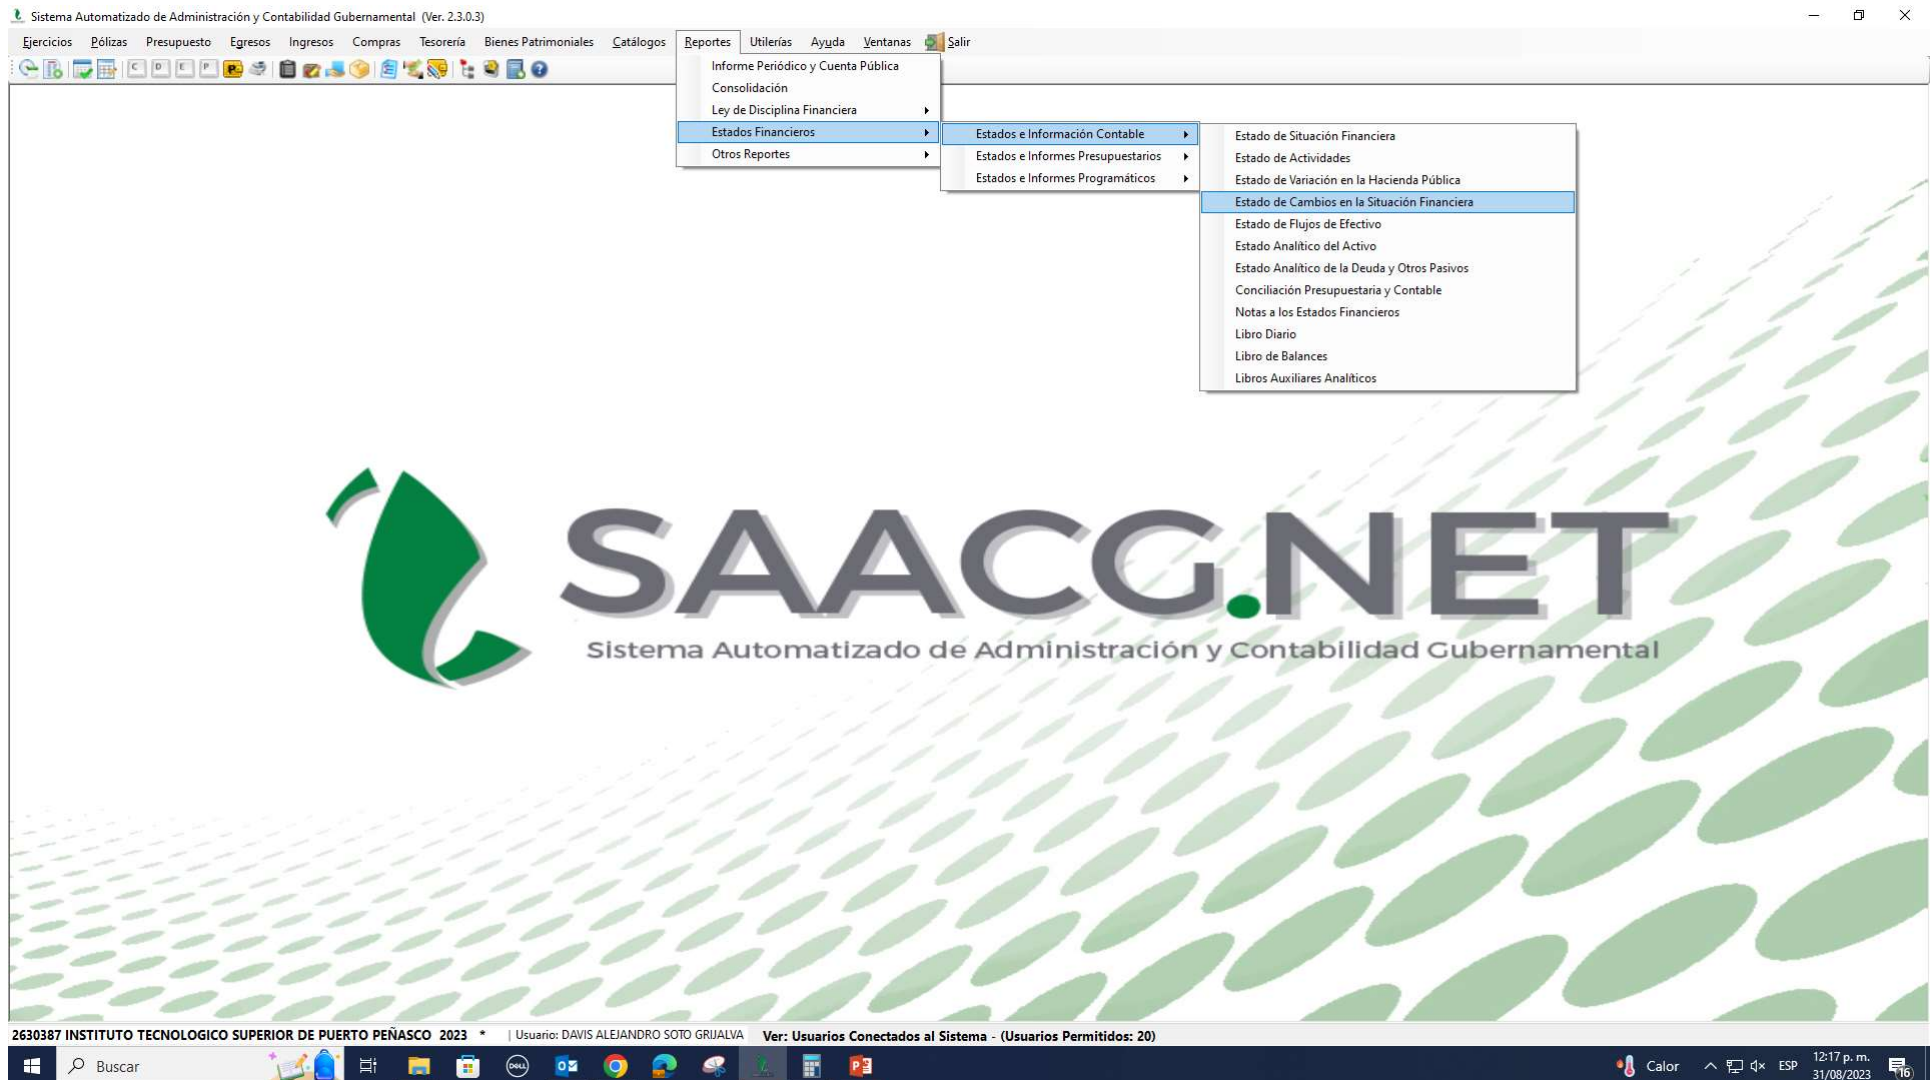 Sistema Automatizado de Administración y Contabilidad Gubernamental (Ver. 2.3.0.3)
Ejercicios Pólizas Presupuesto Egresos Ingresos Compras Tesorería Bienes Patrimoniales Catálogos Reportes Utilerías Ayuda Ventanas Salir
C D E P
Informe Periódico y Cuenta Pública
Consolidación
Ley de Disciplina Financiera
Estados Financieros
Otros Reportes
Estados e Información Contable
Estados e Informes Presupuestarios
Estados e Informes Programáticos
Estado de Situación Financiera
Estado de Actividades
Estado de Variación en la Hacienda Pública
Estado de Cambios en la Situación Financiera
Estado de Flujos de Efectivo
Estado Analítico del Activo
Estado Analítico de la Deuda y Otros Pasivos
Conciliación Presupuestaria y Contable
Notas a los Estados Financieros
Libro Diario
Libro de Balances
Libros Auxiliares Analíticos
SAACG.NET
Sistema Automatizado de Administración y Contabilidad Gubernamental
2630387 INSTITUTO TECNOLOGICO SUPERIOR DE PUERTO PEÑASCO 2023 * | Usuario: DAVIS ALEJANDRO SOTO GRIJALVA Ver: Usuarios Conectados al Sistema - (Usuarios Permitidos: 20)
Buscar
DELL
Calor
ESP
12:17 p. m.
31/08/2023
16